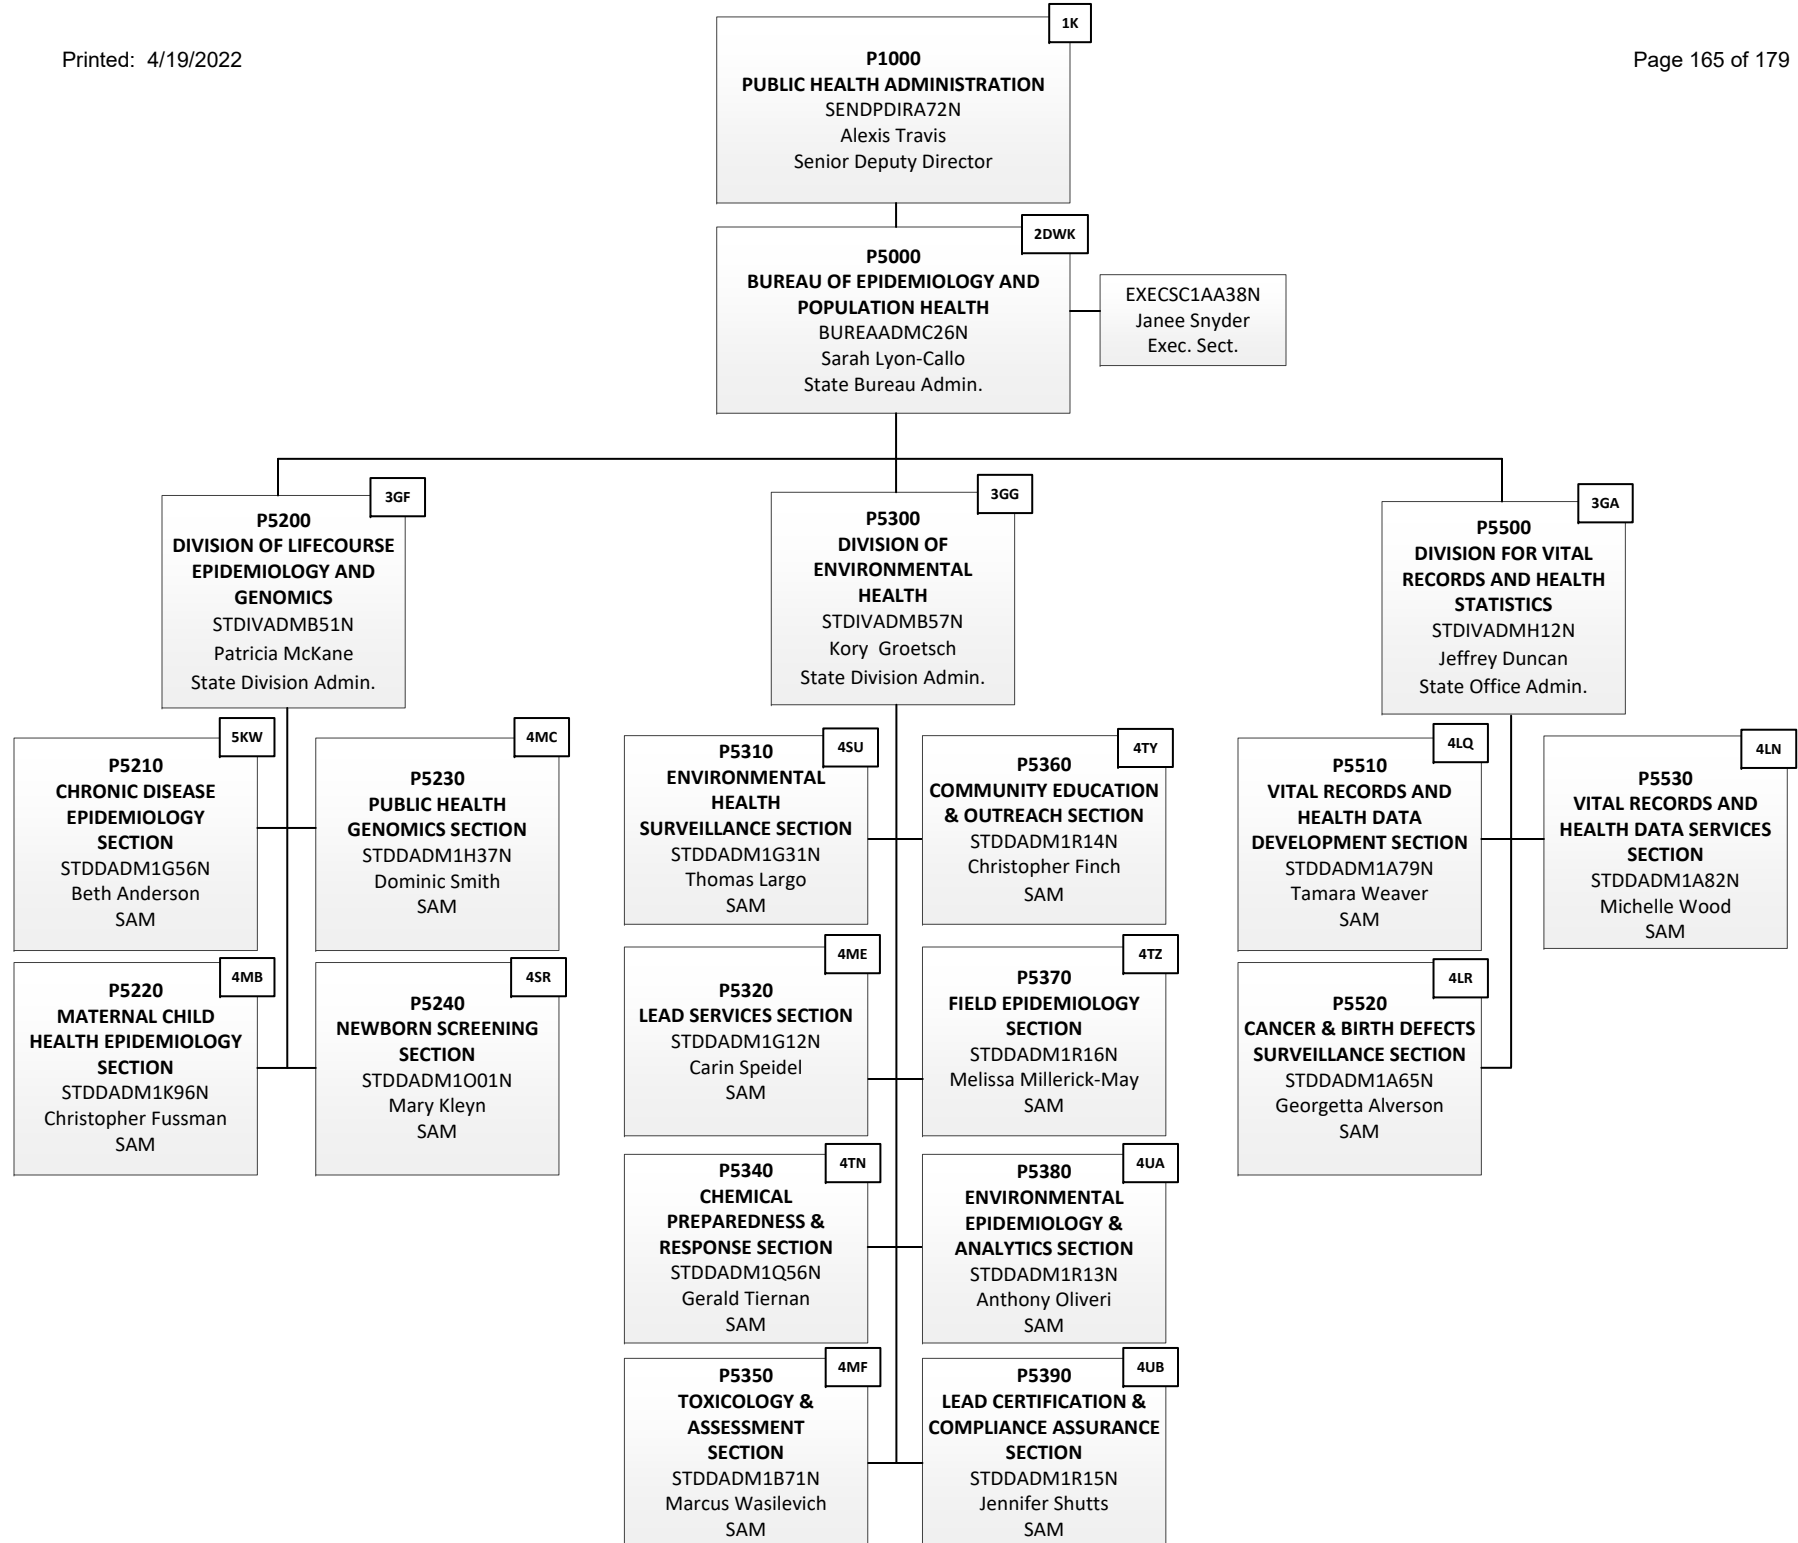 Printed: 4/19/2022
Page 165 of 179
1K
P1000
PUBLIC HEALTH ADMINISTRATION
SENDPDIRA72N
Alexis Travis
Senior Deputy Director
2DWK
P5000
BUREAU OF EPIDEMIOLOGY AND
POPULATION HEALTH
BUREAADMC26N
Sarah Lyon-Callo
State Bureau Admin.
EXECSC1AA38N
Janee Snyder
Exec. Sect.
3GF
P5200
DIVISION OF LIFECOURSE
EPIDEMIOLOGY AND
GENOMICS
STDIVADMB51N
Patricia McKane
State Division Admin.
3GG
P5300
DIVISION OF
ENVIRONMENTAL
HEALTH
STDIVADMB57N
Kory  Groetsch
State Division Admin.
3GA
P5500
DIVISION FOR VITAL
RECORDS AND HEALTH
STATISTICS
STDIVADMH12N
Jeffrey Duncan
State Office Admin.
5KW
P5210
CHRONIC DISEASE
EPIDEMIOLOGY
SECTION
STDDADM1G56N
Beth Anderson
SAM
4MC
P5230
PUBLIC HEALTH
GENOMICS SECTION
STDDADM1H37N
Dominic Smith
SAM
4MB
P5220
MATERNAL CHILD
HEALTH EPIDEMIOLOGY
SECTION
STDDADM1K96N
Christopher Fussman
SAM
4SR
P5240
NEWBORN SCREENING
SECTION
STDDADM1O01N
Mary Kleyn
SAM
4SU
P5310
ENVIRONMENTAL
HEALTH
SURVEILLANCE SECTION
STDDADM1G31N
Thomas Largo
SAM
4TY
P5360
COMMUNITY EDUCATION
& OUTREACH SECTION
STDDADM1R14N
Christopher Finch
SAM
4ME
P5320
LEAD SERVICES SECTION
STDDADM1G12N
Carin Speidel
SAM
4TZ
P5370
FIELD EPIDEMIOLOGY
SECTION
STDDADM1R16N
Melissa Millerick-May
SAM
4TN
P5340
CHEMICAL
PREPAREDNESS &
RESPONSE SECTION
STDDADM1Q56N
Gerald Tiernan
SAM
4UA
P5380
ENVIRONMENTAL
EPIDEMIOLOGY &
ANALYTICS SECTION
STDDADM1R13N
Anthony Oliveri
SAM
4MF
P5350
TOXICOLOGY &
ASSESSMENT
SECTION
STDDADM1B71N
Marcus Wasilevich
SAM
4UB
P5390
LEAD CERTIFICATION &
COMPLIANCE ASSURANCE
SECTION
STDDADM1R15N
Jennifer Shutts
SAM
4LQ
P5510
VITAL RECORDS AND
HEALTH DATA
DEVELOPMENT SECTION
STDDADM1A79N
Tamara Weaver
SAM
4LN
P5530
VITAL RECORDS AND
HEALTH DATA SERVICES
SECTION
STDDADM1A82N
Michelle Wood
SAM
4LR
P5520
CANCER & BIRTH DEFECTS
SURVEILLANCE SECTION
STDDADM1A65N
Georgetta Alverson
SAM